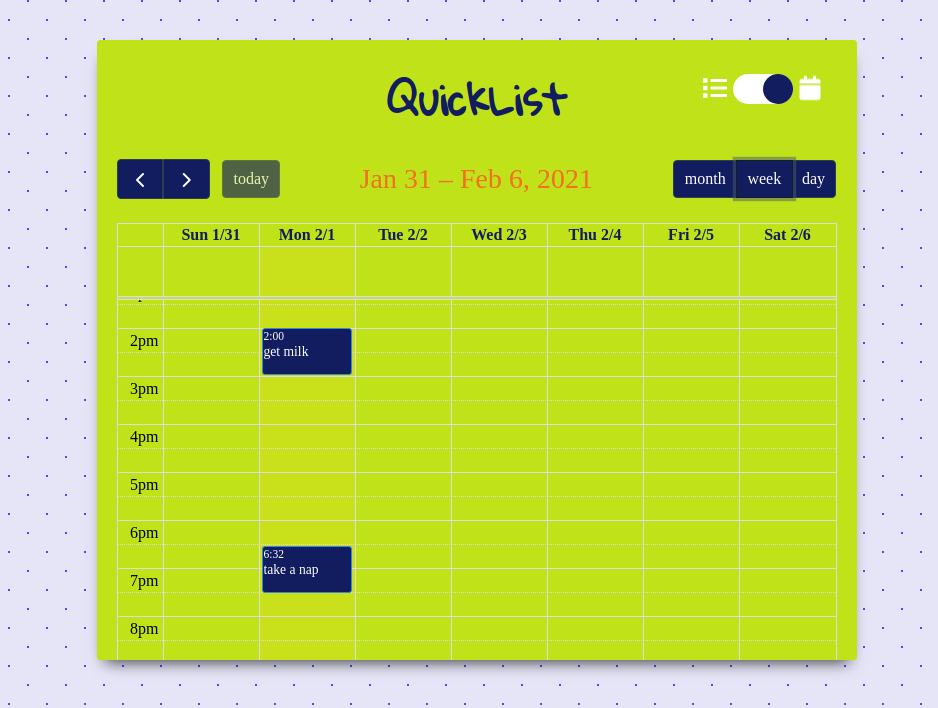 QuickList
today
Jan 31 – Feb 6, 2021
month week day
Sun 1/31 Mon 2/1 Tue 2/2 Wed 2/3 Thu 2/4 Fri 2/5 Sat 2/6
2pm
2:00
get milk
3pm
4pm
5pm
6pm
6:32
take a nap
7pm
8pm